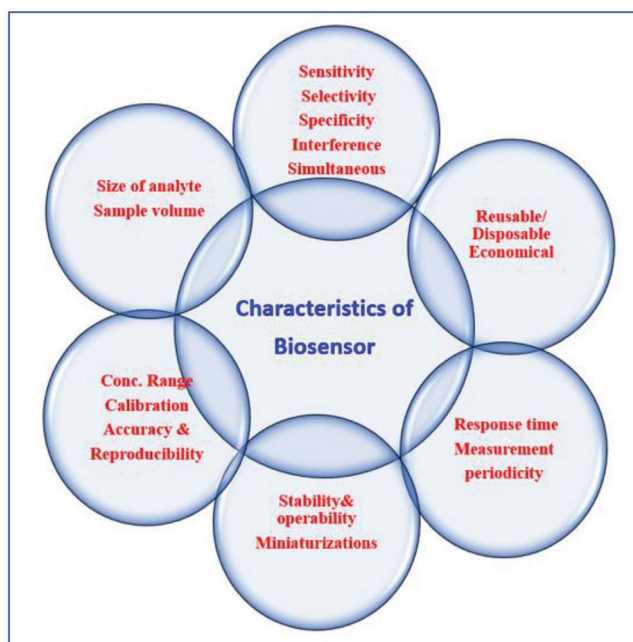 Sensitivity
Selectivity
Specificity
Interference
Simultaneous
Size of analyte
Sample volume
Reusable/
Disposable
Economical
Characteristics of
Biosensor
Conc. Range
Calibration
Accuracy &
Reproducibility
Response time
Measurement
periodicity
Stability&
operability
Miniaturizations